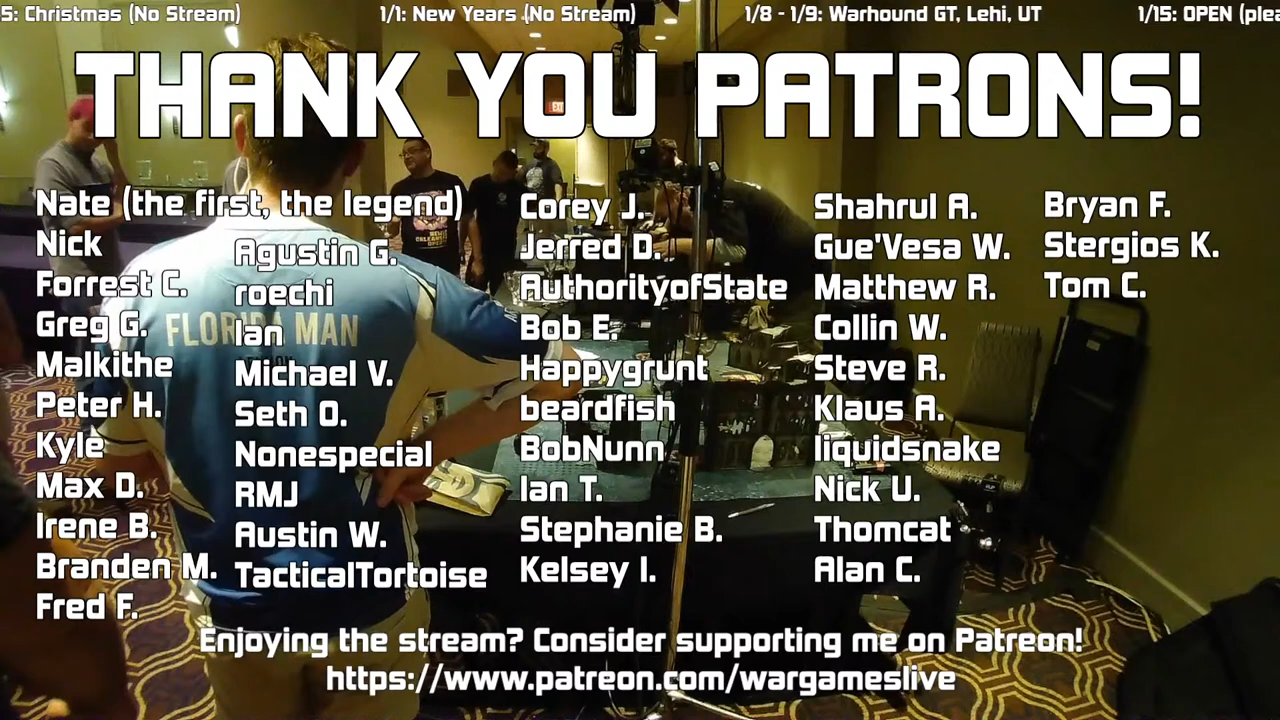 5: Christmas (No Stream) 1/1: New Years (No Stream) 1/8 - 1/9: Warhound GT, Lehi, UT 1/15: OPEN (plea
THANK YOU PATRONS!
EXIT
Nate (the first, the legend)
Nick
Forrest C.
Greg G.
Malkithe
Peter H.
Kyle
Max D.
Irene B.
Branden M.
Fred F.
Agustin G.
roechi
Ian
Michael V.
Seth O.
Nonespecial
RMJ
Austin W.
TacticalTortoise
Corey J.
Jerred D.
AuthorityofState
Bob E.
Happygrunt
beardfish
BobNunn
Ian T.
Stephanie B.
Kelsey I.
Shahrul A.
Gue'Vesa W.
Matthew R.
Collin W.
Steve R.
Klaus A.
liquidsnake
Nick U.
Thomcat
Alan C.
Bryan F.
Stergios K.
Tom C.
FLORIDA MAN
Enjoying the stream? Consider supporting me on Patreon!
https://www.patreon.com/wargameslive